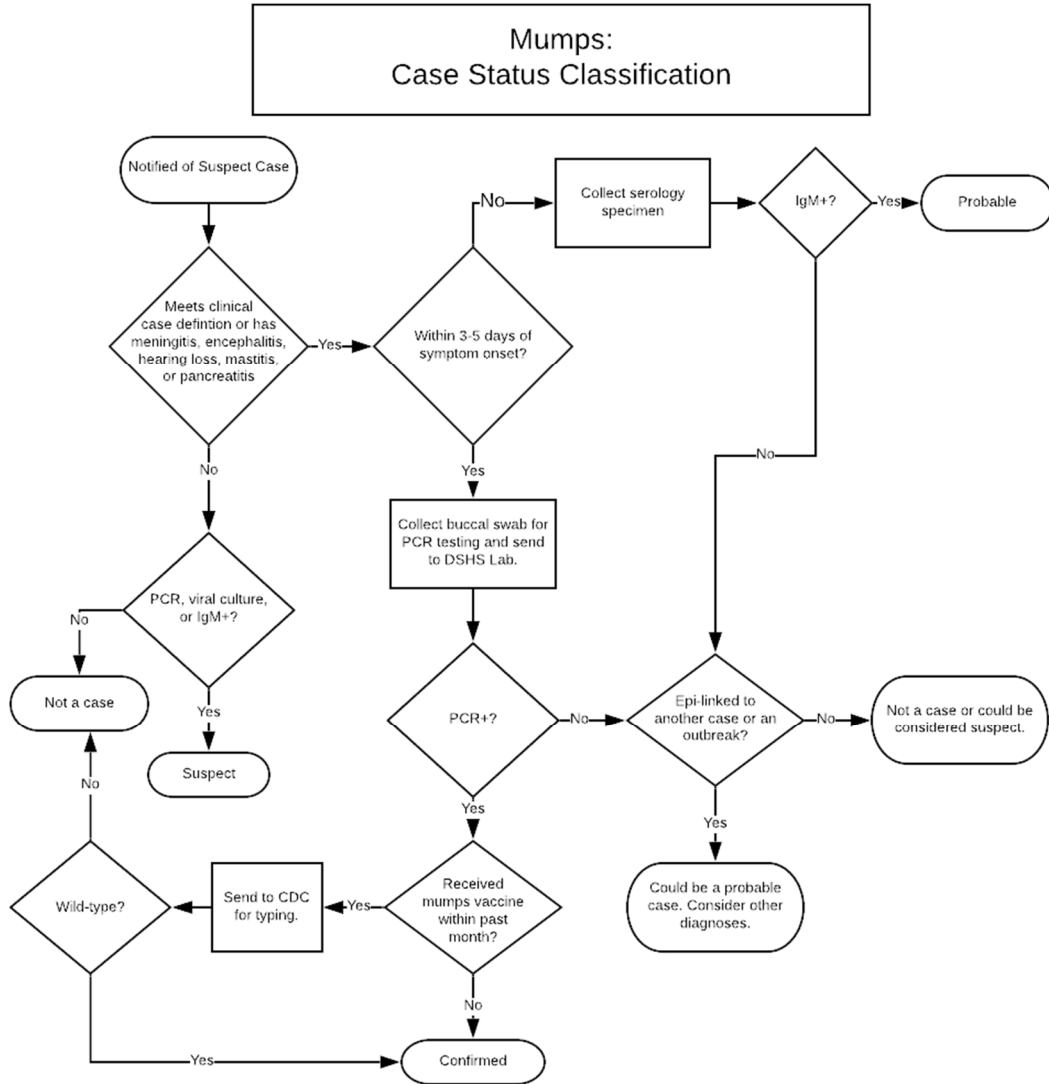 Mumps:
Case Status Classification
Notified of Suspect Case
No
Collect serology
specimen
IgM+?
Yes
Probable
Meets clinical
case defintion or has
meningitis, encephalitis,
hearing loss, mastitis,
or pancreatitis
Yes
Within 3-5 days of
symptom onset?
No
No
Yes
Collect buccal swab for
PCR testing and send
to DSHS Lab.
PCR, viral culture,
or IgM+?
No
Not a case
Yes
Suspect
PCR+?
No
Epi-linked to
another case or an
outbreak?
No
Not a case or could be
considered suspect.
No
Yes
Yes
Wild-type?
Send to CDC
for typing.
Yes
Received
mumps vaccine
within past
month?
Could be a probable
case. Consider other
diagnoses.
No
Yes
Confirmed